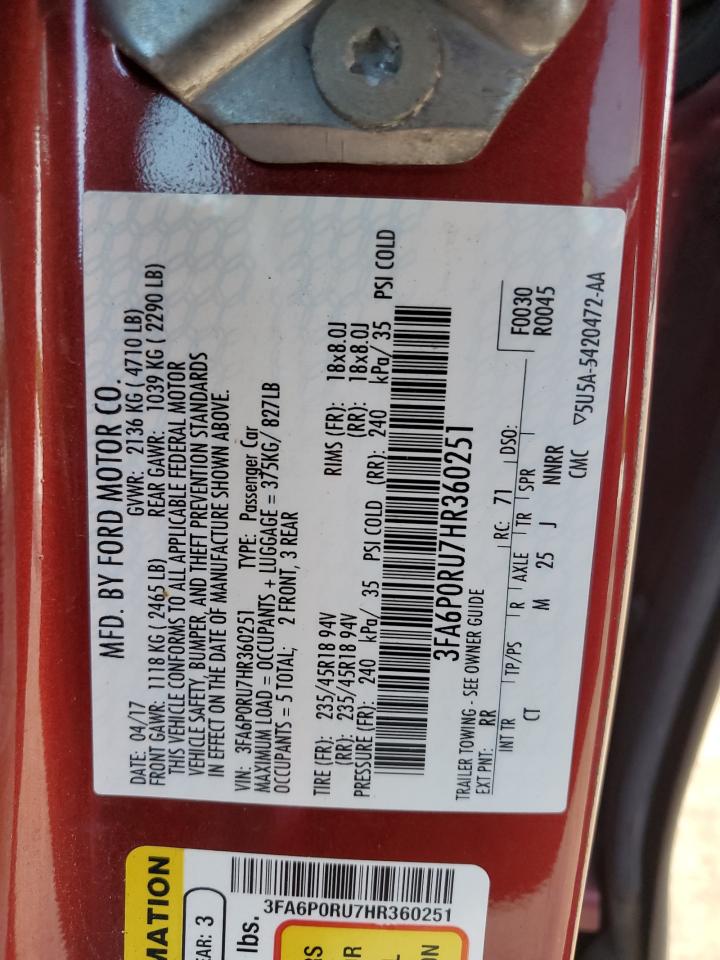 MFD. BY FORD MOTOR CO.
DATE: 04/17 GVWR: 2136 KG ( 4710 LB)
FRONT GAWR: 1118 KG ( 2465 LB) REAR GAWR: 1039 KG ( 2290 LB)
THIS VEHICLE CONFORMS TO ALL APPLICABLE FEDERAL MOTOR
VEHICLE SAFETY, BUMPER, AND THEFT PREVENTION STANDARDS
IN EFFECT ON THE DATE OF MANUFACTURE SHOWN ABOVE.
VIN: 3FA6P0RU7HR360251 TYPE: Passenger Car
MAXIMUM LOAD = OCCUPANTS + LUGGAGE = 375KG/ 827LB
OCCUPANTS = 5 TOTAL; 2 FRONT, 3 REAR
TIRE (FR): 235/45R18 94V RIMS (FR): 18x8.0J
(RR): 235/45R18 94V (RR): 18x8.0J
PRESSURE (FR): 240 kPa/ 35 PSI COLD (RR): 240 kPa/ 35 PSI COLD
3FA6P0RU7HR360251
TRAILER TOWING - SEE OWNER GUIDE
EXT PNT: RR RC: 71 DSO: F0030
R0045
INT TR TP/PS R AXLE TR SPR
CT M 25 J NNRR
CMC ▽5U5A-5420472-AA
MATION
EAR: 3
lbs.
3FA6P0RU7HR360251
RS
OR
L
ON